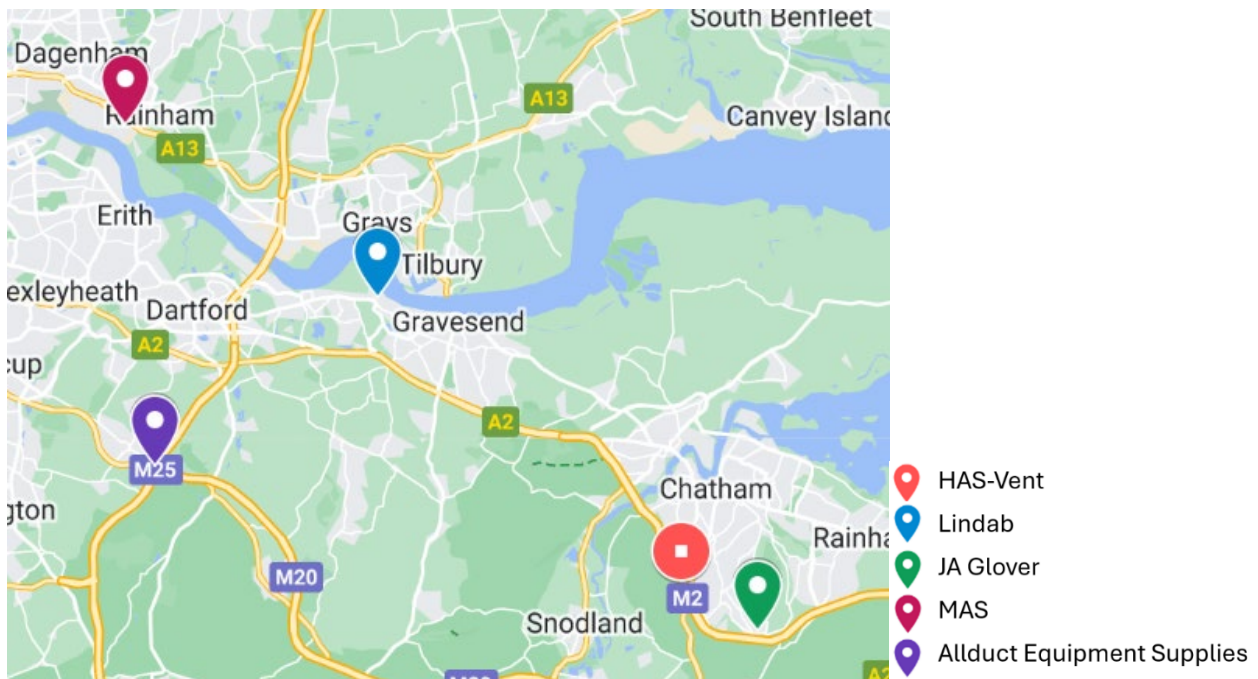 South Benfleet
Dagenham
A13
Rainham
Canvey Island
A13
Erith
Grays
Tilbury
exleyheath
Dartford
Gravesend
A2
cup
A2
M25
HAS-Vent
Chatham
gton
Lindab
Rainha
JA Glover
M20
M2
MAS
Snodland
Allduct Equipment Supplies
A2